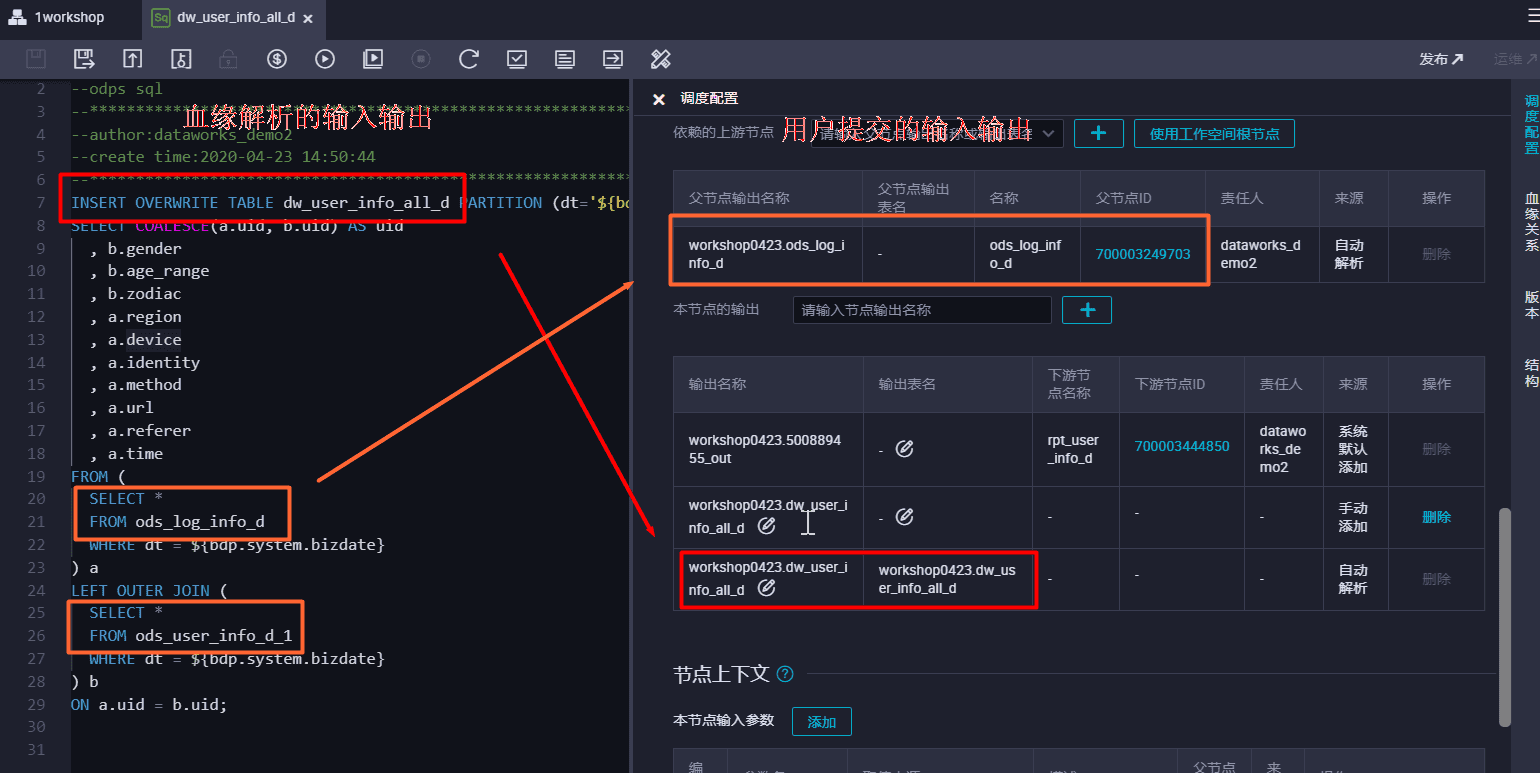 1workshop
Sq dw_user_info_all_d ×
发布
运维
2 --odps sql
3 --************************************************************
血缘解析的输入输出
4 --author:dataworks_demo2
5 --create time:2020-04-23 14:50:44
6 --************************************************************
7 INSERT OVERWRITE TABLE dw_user_info_all_d PARTITION (dt='${bd
8 SELECT COALESCE(a.uid, b.uid) AS uid
9 , b.gender
10 , b.age_range
11 , b.zodiac
12 , a.region
13 , a.device
14 , a.identity
15 , a.method
16 , a.url
17 , a.referer
18 , a.time
19 FROM (
20 SELECT *
21 FROM ods_log_info_d
22 WHERE dt = ${bdp.system.bizdate}
23 ) a
24 LEFT OUTER JOIN (
25 SELECT *
26 FROM ods_user_info_d_1
27 WHERE dt = ${bdp.system.bizdate}
28 ) b
29 ON a.uid = b.uid;
30
31
调度配置
依赖的上游节点
用户提交的输入输出
使用工作空间根节点
父节点输出名称 父节点输出表名 名称 父节点ID 责任人 来源 操作
workshop0423.ods_log_info_d - ods_log_info_d 700003249703 dataworks_demo2 自动解析 删除
本节点的输出 请输入节点输出名称
输出名称 输出表名 下游节点名称 下游节点ID 责任人 来源 操作
workshop0423.500889455_out - rpt_user_info_d 700003444850 dataworks_demo2 系统默认添加 删除
workshop0423.dw_user_info_all_d - - - - 手动添加 删除
workshop0423.dw_user_info_all_d workshop0423.dw_user_info_all_d - - - 自动解析 删除
节点上下文
本节点输入参数 添加
调度配置
血缘关系
版本
结构